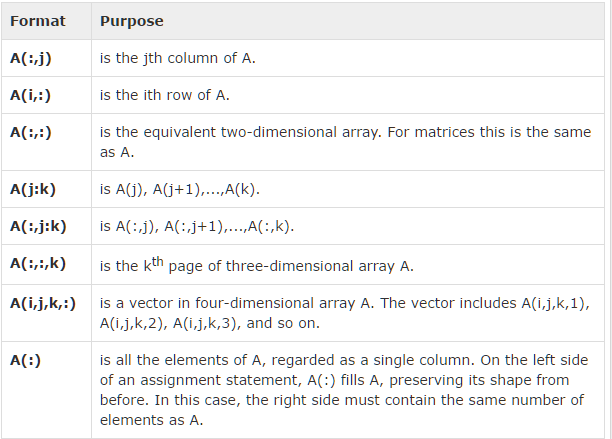 Format Purpose
A(:,j) is the jth column of A.
A(i,:) is the ith row of A.
A(:,:) is the equivalent two-dimensional array. For matrices this is the same
as A.
A(j:k) is A(j), A(j+1),...,A(k).
A(:,j:k) is A(:,j), A(:,j+1),...,A(:,k).
A(:,:,k) is the kth page of three-dimensional array A.
A(i,j,k,:) is a vector in four-dimensional array A. The vector includes A(i,j,k,1),
A(i,j,k,2), A(i,j,k,3), and so on.
A(:) is all the elements of A, regarded as a single column. On the left side
of an assignment statement, A(:) fills A, preserving its shape from
before. In this case, the right side must contain the same number of
elements as A.